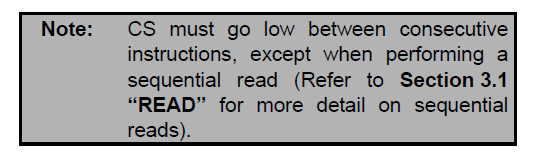 Note: CS must go low between consecutive
instructions, except when performing a
sequential read (Refer to Section 3.1
“READ” for more detail on sequential
reads).